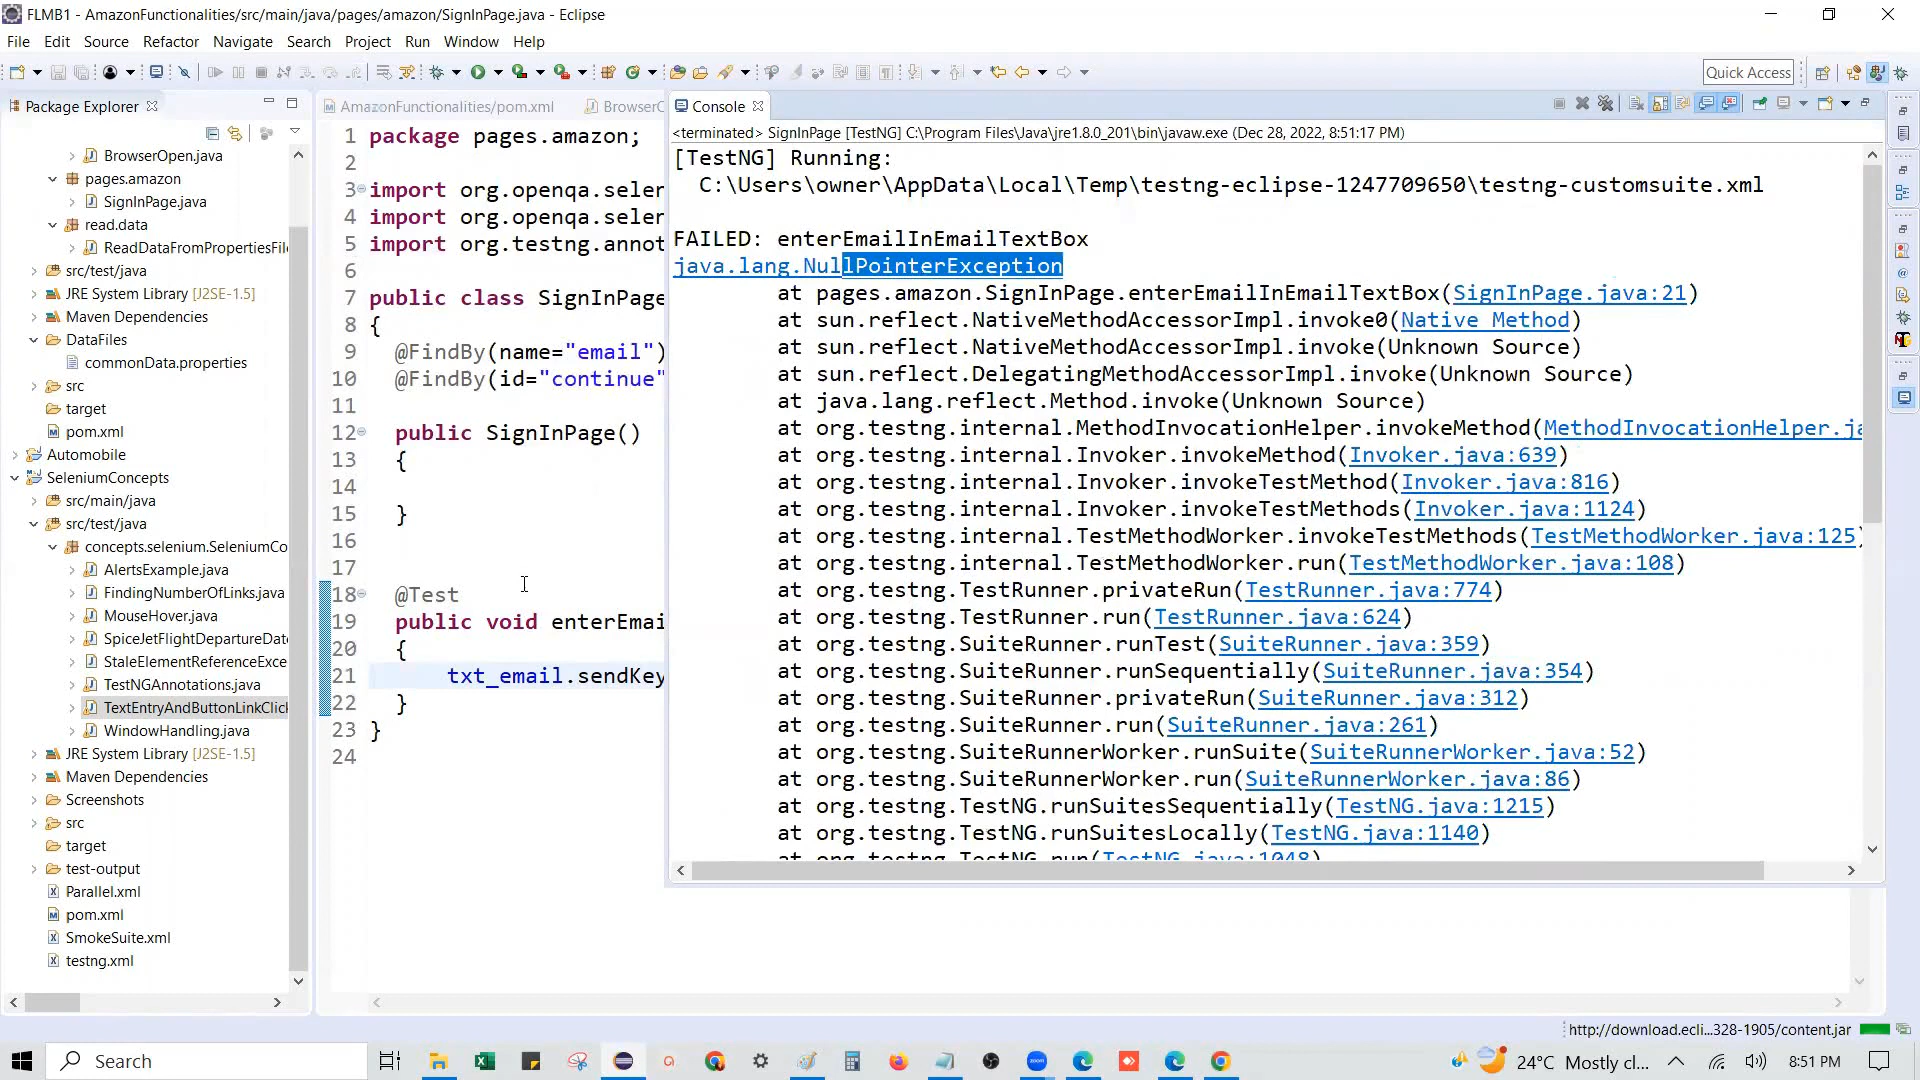 FLMB1 - AmazonFunctionalities/src/main/java/pages/amazon/SignInPage.java - Eclipse
File Edit Source Refactor Navigate Search Project Run Window Help
Quick Access
Package Explorer
BrowserOpen.java
pages.amazon
SignInPage.java
read.data
ReadDataFromPropertiesFil
src/test/java
JRE System Library [J2SE-1.5]
Maven Dependencies
DataFiles
commonData.properties
src
target
pom.xml
Automobile
SeleniumConcepts
src/main/java
src/test/java
concepts.selenium.SeleniumCo
AlertsExample.java
FindingNumberOfLinks.java
MouseHover.java
SpiceJetFlightDepartureDate
StaleElementReferenceExce
TestNGAnnotations.java
TextEntryAndButtonLinkClick
WindowHandling.java
JRE System Library [J2SE-1.5]
Maven Dependencies
Screenshots
src
target
test-output
Parallel.xml
pom.xml
SmokeSuite.xml
testng.xml
AmazonFunctionalities/pom.xml BrowserO
1 package pages.amazon;
2
3 import org.openqa.selen
4 import org.openqa.selen
5 import org.testng.annot
6
7 public class SignInPage
8 {
9 @FindBy(name="email")
10 @FindBy(id="continue"
11
12 public SignInPage()
13 {
14
15 }
16
17
18 @Test
19 public void enterEmai
20 {
21 txt_email.sendKey
22 }
23 }
24
Console
<terminated> SignInPage [TestNG] C:\Program Files\Java\jre1.8.0_201\bin\javaw.exe (Dec 28, 2022, 8:51:17 PM)
[TestNG] Running:
C:\Users\owner\AppData\Local\Temp\testng-eclipse-1247709650\testng-customsuite.xml
FAILED: enterEmailInEmailTextBox
java.lang.NullPointerException
at pages.amazon.SignInPage.enterEmailInEmailTextBox(SignInPage.java:21)
at sun.reflect.NativeMethodAccessorImpl.invoke0(Native Method)
at sun.reflect.NativeMethodAccessorImpl.invoke(Unknown Source)
at sun.reflect.DelegatingMethodAccessorImpl.invoke(Unknown Source)
at java.lang.reflect.Method.invoke(Unknown Source)
at org.testng.internal.MethodInvocationHelper.invokeMethod(MethodInvocationHelper.ja
at org.testng.internal.Invoker.invokeMethod(Invoker.java:639)
at org.testng.internal.Invoker.invokeTestMethod(Invoker.java:816)
at org.testng.internal.Invoker.invokeTestMethods(Invoker.java:1124)
at org.testng.internal.TestMethodWorker.invokeTestMethods(TestMethodWorker.java:125)
at org.testng.internal.TestMethodWorker.run(TestMethodWorker.java:108)
at org.testng.TestRunner.privateRun(TestRunner.java:774)
at org.testng.TestRunner.run(TestRunner.java:624)
at org.testng.SuiteRunner.runTest(SuiteRunner.java:359)
at org.testng.SuiteRunner.runSequentially(SuiteRunner.java:354)
at org.testng.SuiteRunner.privateRun(SuiteRunner.java:312)
at org.testng.SuiteRunner.run(SuiteRunner.java:261)
at org.testng.SuiteRunnerWorker.runSuite(SuiteRunnerWorker.java:52)
at org.testng.SuiteRunnerWorker.run(SuiteRunnerWorker.java:86)
at org.testng.TestNG.runSuitesSequentially(TestNG.java:1215)
at org.testng.TestNG.runSuitesLocally(TestNG.java:1140)
at org.testng.TestNG.run(TestNG.java:1048)
http://download.ecli...328-1905/content.jar
Search
24°C Mostly cl...
8:51 PM